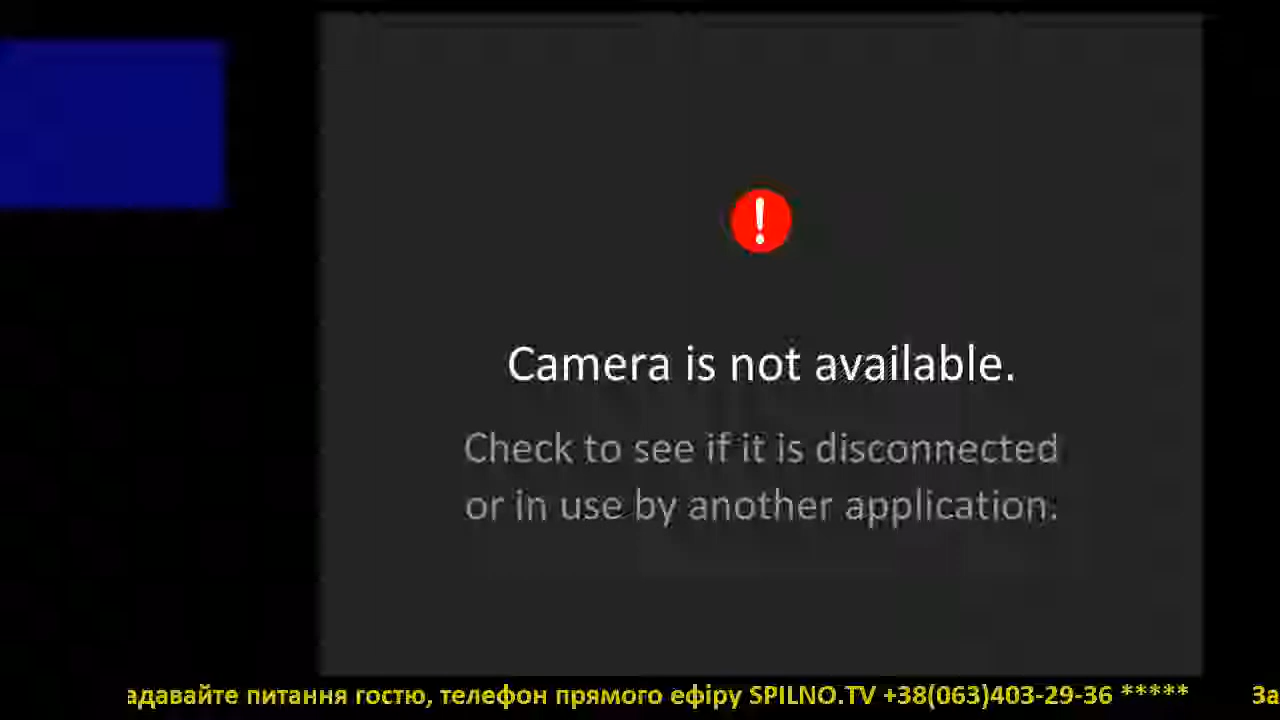 Camera is not available.
Check to see if it is disconnected
or in use by another application.
адавайте питання гостю, телефон прямого ефіру SPILNO.TV +38(063)403-29-36 ***** За